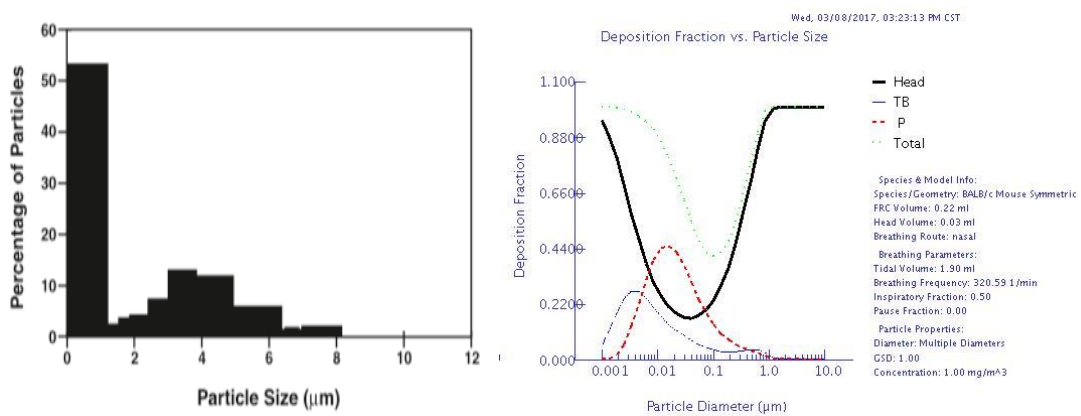 Percentage of Particles
60
50
40
30
20
10
0
0 2 4 6 8 10 12
Particle Size (μm)
Wed, 03/08/2017, 03:23:13 PM CST
Deposition Fraction vs. Particle Size
Deposition Fraction
1.100
0.8800
0.6600
0.4400
0.2200
0.000
0.001 0.01 0.1 1.0 10.0
Particle Diameter (μm)
Head
TB
P
Total
Species & Model Info:
Species/Geometry: BALB/c Mouse Symmetric
FRC Volume: 0.22 ml
Head Volume: 0.03 ml
Breathing Route: nasal
Breathing Parameters:
Tidal Volume: 1.90 ml
Breathing Frequency: 320.59 1/min
Inspiratory Fraction: 0.50
Pause Fraction: 0.00
Particle Properties:
Diameter: Multiple Diameters
GSD: 1.00
Concentration: 1.00 mg/m^3